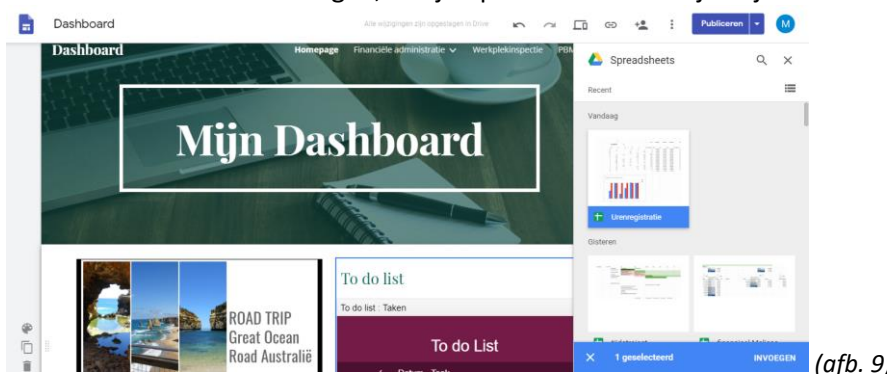 Dashboard
Alle wijzigingen zijn opgeslagen in Drive
Publiceren
M
Dashboard
Homepage Financiële administratie Werkplekinspectie PBM
Mijn Dashboard
Spreadsheets
Recent
Vandaag
Urenregistratie
Gisteren
ROAD TRIP
Great Ocean
Road Australië
To do list
To do list : Taken
To do List
1 geselecteerd
INVOEGEN
(afb. 9)